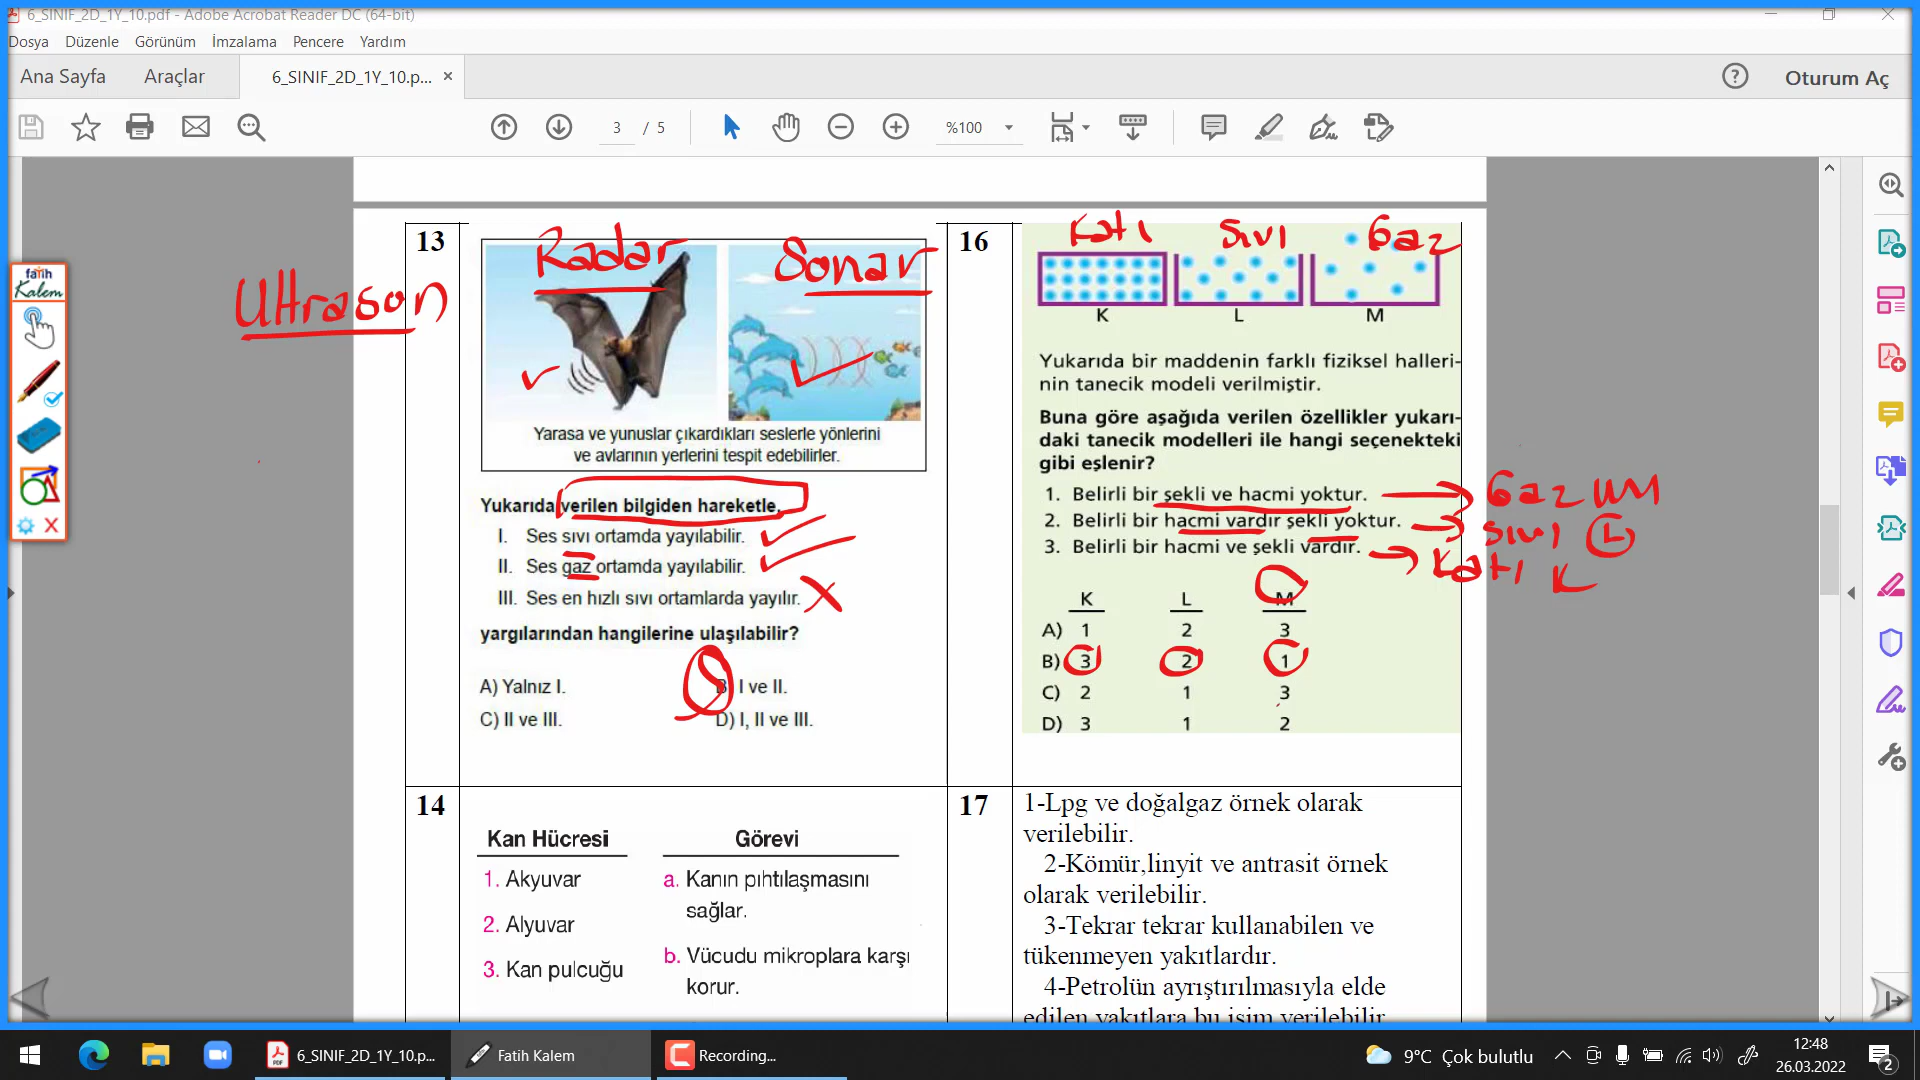 6_SINIF_2D_1Y_10.pdf - Adobe Acrobat Reader DC (64-bit)
Dosya Düzenle Görünüm İmzalama Pencere Yardım
Ana Sayfa Araçlar 6_SINIF_2D_1Y_10.p... × Oturum Aç
3 / 5 %100
fatih
Kalem
Ultrason
13
Radar
Sonar
Yarasa ve yunuslar çıkardıkları seslerle yönlerini
ve avlarının yerlerini tespit edebilirler.
Yukarıda verilen bilgiden hareketle,
I. Ses sıvı ortamda yayılabilir.
II. Ses gaz ortamda yayılabilir.
III. Ses en hızlı sıvı ortamlarda yayılır.
yargılarından hangilerine ulaşılabilir?
A) Yalnız I. B) I ve II.
C) II ve III. D) I, II ve III.
16
Katı Sıvı Gaz
K L M
Yukarıda bir maddenin farklı fiziksel halleri-
nin tanecik modeli verilmiştir.
Buna göre aşağıda verilen özellikler yukarı-
daki tanecik modelleri ile hangi seçenekteki
gibi eşlenir?
1. Belirli bir şekli ve hacmi yoktur. Gaz
2. Belirli bir hacmi vardır şekli yoktur. Sıvı L
3. Belirli bir hacmi ve şekli vardır. Katı K
K L M
A) 1 2 3
B) 3 2 1
C) 2 1 3
D) 3 1 2
14
Kan Hücresi Görevi
1. Akyuvar
2. Alyuvar
3. Kan pulcuğu
a. Kanın pıhtılaşmasını
sağlar.
b. Vücudu mikroplara karşı
korur.
17
1-Lpg ve doğalgaz örnek olarak
verilebilir.
2-Kömür,linyit ve antrasit örnek
olarak verilebilir.
3-Tekrar tekrar kullanabilen ve
tükenmeyen yakıtlardır.
4-Petrolün ayrıştırılmasıyla elde
edilen yakıtlara bu isim verilebilir
6_SINIF_2D_1Y_10.p... Fatih Kalem Recording... 9°C Çok bulutlu 12:48
26.03.2022
2